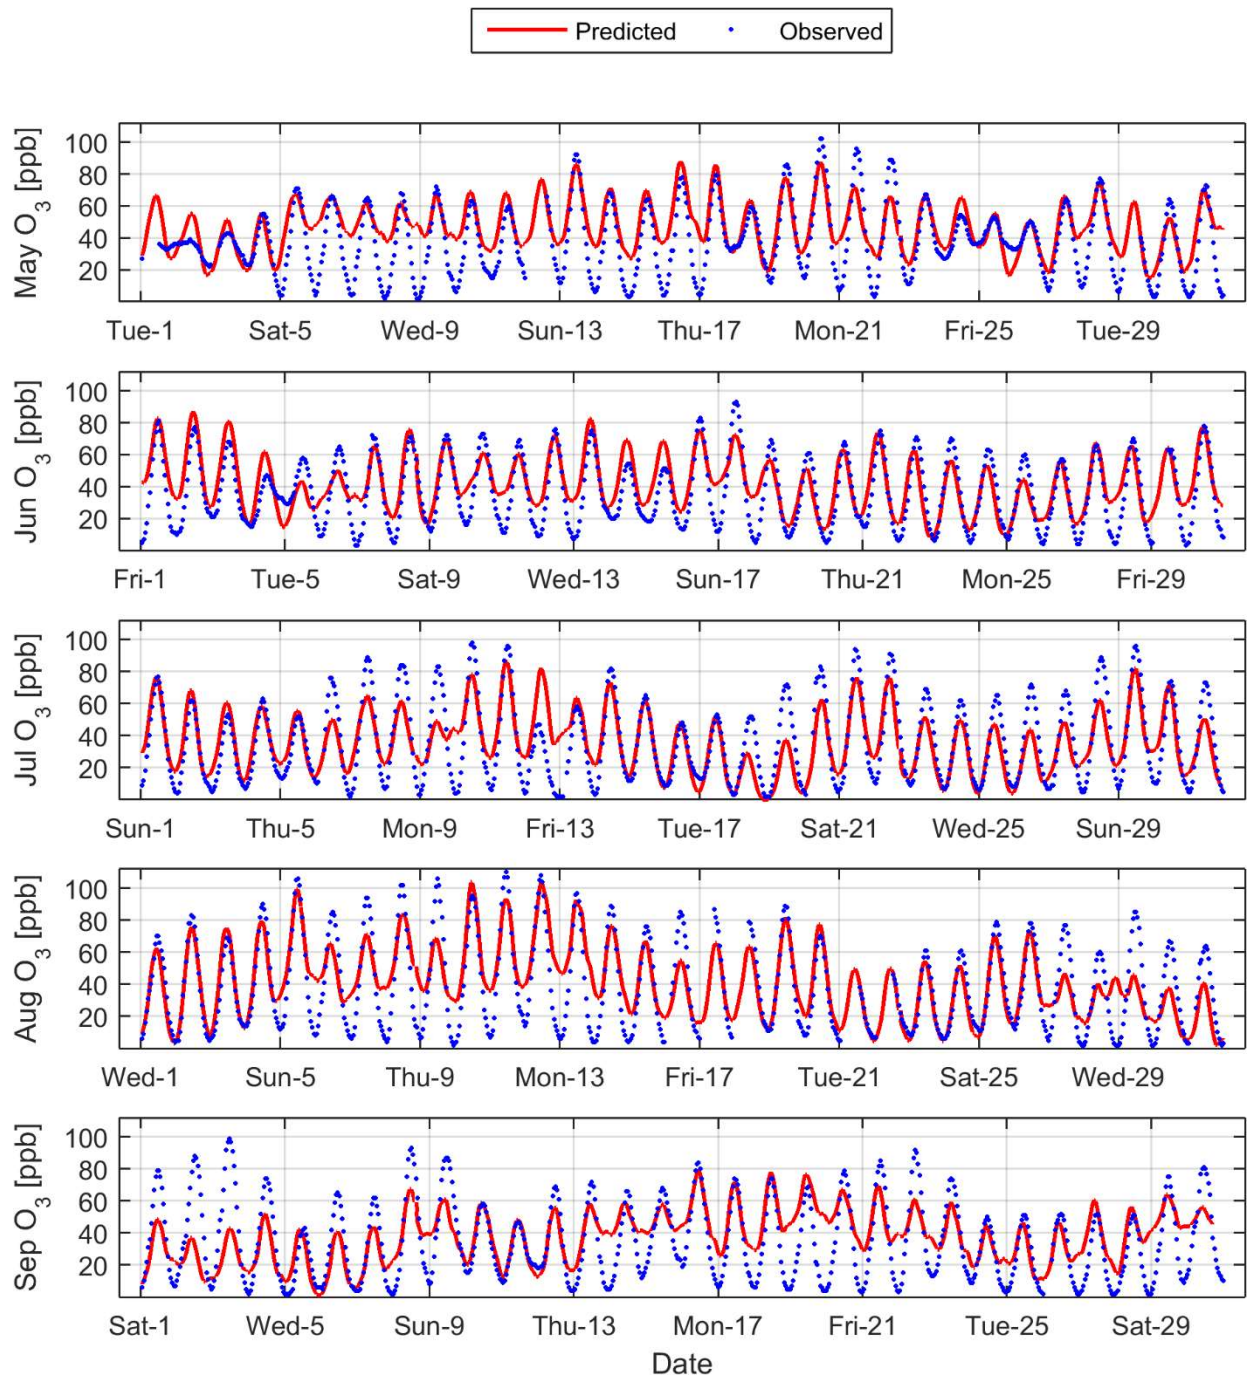 Predicted Observed
May O3 [ppb]
100
80
60
40
20
Tue-1 Sat-5 Wed-9 Sun-13 Thu-17 Mon-21 Fri-25 Tue-29
Jun O3 [ppb]
100
80
60
40
20
Fri-1 Tue-5 Sat-9 Wed-13 Sun-17 Thu-21 Mon-25 Fri-29
Jul O3 [ppb]
100
80
60
40
20
Sun-1 Thu-5 Mon-9 Fri-13 Tue-17 Sat-21 Wed-25 Sun-29
Aug O3 [ppb]
100
80
60
40
20
Wed-1 Sun-5 Thu-9 Mon-13 Fri-17 Tue-21 Sat-25 Wed-29
Sep O3 [ppb]
100
80
60
40
20
Sat-1 Wed-5 Sun-9 Thu-13 Mon-17 Fri-21 Tue-25 Sat-29
Date